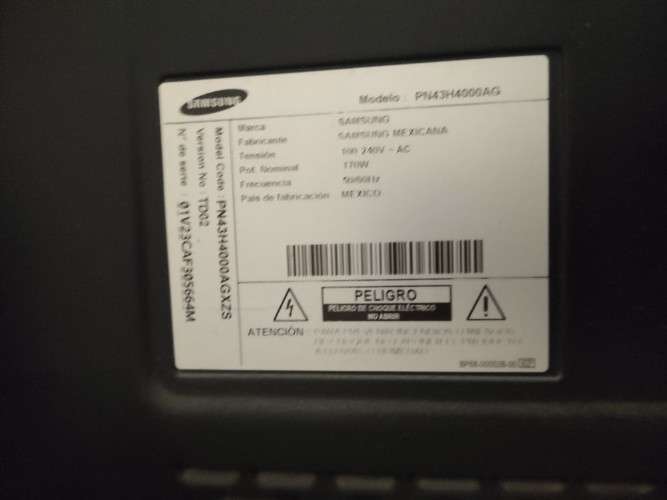 SAMSUNG
Modelo : PN43H4000AG
Marca SAMSUNG
Fabricante SAMSUNG MEXICANA
Tensión 100 240V ~ AC
Pot. Nominal 170W
Frecuencia 50/60Hz
País de fabricación MEXICO
Model Code : PN43H4000AGXZS
Version No : TD02
N° de serie : 01V23CAF305664M
PELIGRO
PELIGRO DE CHOQUE ELÉCTRICO
NO ABRIR
ATENCIÓN